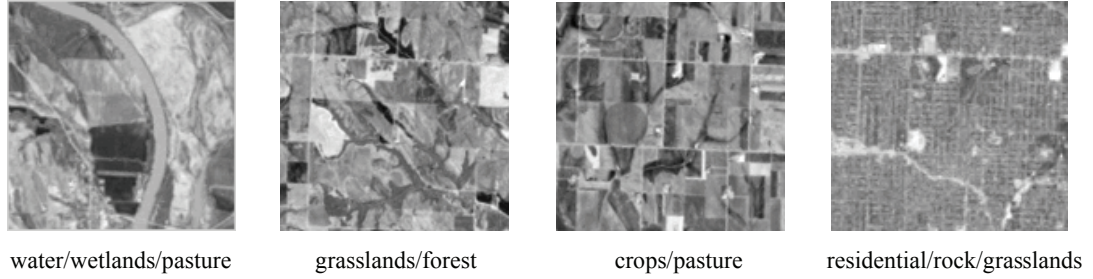 water/wetlands/pasture
grasslands/forest
crops/pasture
residential/rock/grasslands